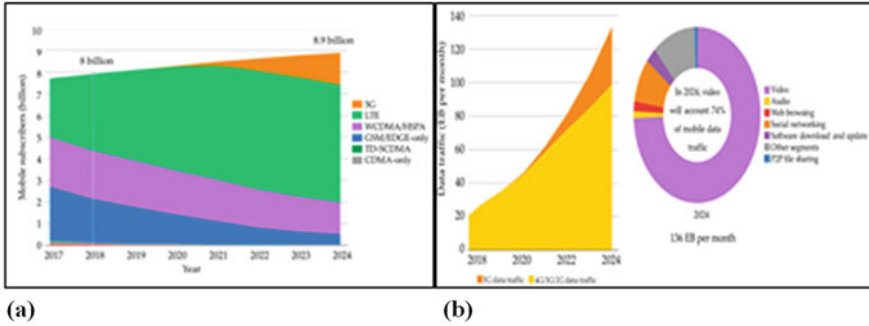 10
9
8
7
6
5
4
3
2
1
0
Mobile subscribers (billion)
8 billion
8.9 billion
2017 2018 2019 2020 2021 2022 2023 2024
Year
5G
LTE
WCDMA/HSPA
GSM/EDGE-only
TD-SCDMA
CDMA-only
(a)
140
120
100
80
60
40
20
0
Data traffic (EB per month)
2018 2020 2022 2024
5G data traffic 4G/3G/2G data traffic
In 2024, video
will account 74%
of mobile data
traffic
2024
136 EB per month
Video
Audio
Web browsing
Social networking
Software download and update
Other segments
P2P file sharing
(b)